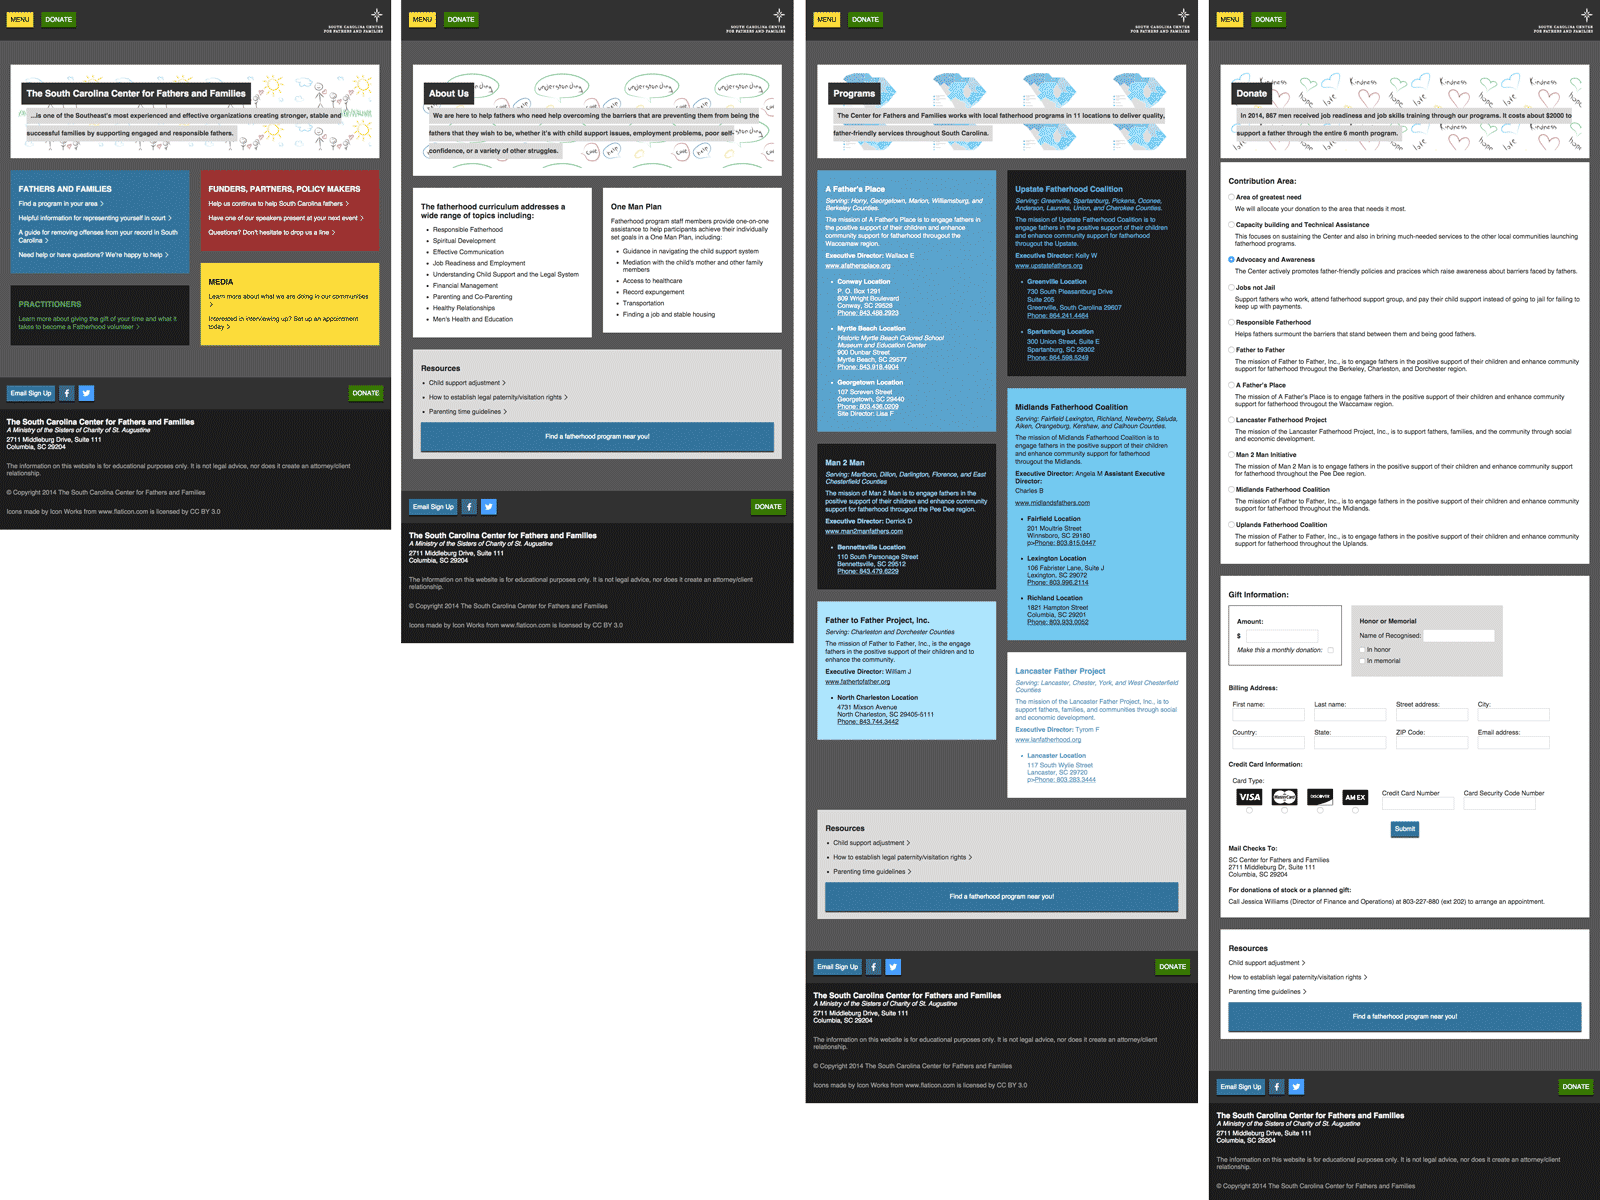 MENU
DONATE
SOUTH CAROLINA CENTER
FOR FATHERS AND FAMILIES
The South Carolina Center for Fathers and Families
...is one of the Southeast's most experienced and effective organizations creating stronger, stable and
successful families by supporting engaged and responsible fathers.
FATHERS AND FAMILIES
Find a program in your area >
Helpful information for representing yourself in court >
A guide for removing offenses from your record in South
Carolina >
Need help or have questions? We're happy to help >
FUNDERS, PARTNERS, POLICY MAKERS
Help us continue to help South Carolina fathers >
Have one of our speakers present at your next event >
Questions? Don't hesitate to drop us a line >
PRACTITIONERS
Learn more about giving the gift of your time and what it
takes to become a Fatherhood volunteer >
MEDIA
Learn more about what we are doing in our communities
>
Interested in interviewing up? Set up an appointment
today >
Email Sign Up
DONATE
The South Carolina Center for Fathers and Families
A Ministry of the Sisters of Charity of St. Augustine
2711 Middleburg Drive, Suite 111
Columbia, SC 29204
The information on this website is for educational purposes only. It is not legal advice, nor does it create an attorney/client
relationship.
© Copyright 2014 The South Carolina Center for Fathers and Families
Icons made by Icon Works from www.flaticon.com is licensed by CC BY 3.0
MENU
DONATE
SOUTH CAROLINA CENTER
FOR FATHERS AND FAMILIES
understanding
understanding
understanding
About Us
We are here to help fathers who need help overcoming the barriers that are preventing them from being the
fathers that they wish to be, whether it's with child support issues, employment problems, poor self-
confidence, or a variety of other struggles.
The fatherhood curriculum addresses a
wide range of topics including:
Responsible Fatherhood
Spiritual Development
Effective Communication
Job Readiness and Employment
Understanding Child Support and the Legal System
Financial Management
Parenting and Co-Parenting
Healthy Relationships
Men's Health and Education
One Man Plan
Fatherhood program staff members provide one-on-one
assistance to help participants achieve their individually
set goals in a One Man Plan, including:
Guidance in navigating the child support system
Mediation with the child's mother and other family
members
Access to healthcare
Record expungement
Transportation
Finding a job and stable housing
Resources
Child support adjustment >
How to establish legal paternity/visitation rights >
Parenting time guidelines >
Find a fatherhood program near you!
Email Sign Up
DONATE
The South Carolina Center for Fathers and Families
A Ministry of the Sisters of Charity of St. Augustine
2711 Middleburg Drive, Suite 111
Columbia, SC 29204
The information on this website is for educational purposes only. It is not legal advice, nor does it create an attorney/client
relationship.
© Copyright 2014 The South Carolina Center for Fathers and Families
Icons made by Icon Works from www.flaticon.com is licensed by CC BY 3.0
MENU
DONATE
SOUTH CAROLINA CENTER
FOR FATHERS AND FAMILIES
Programs
The Center for Fathers and Families works with local fatherhood programs in 11 locations to deliver quality,
father-friendly services throughout South Carolina.
A Father's Place
Serving: Horry, Georgetown, Marion, Williamsburg, and
Berkeley Counties.
The mission of A Father's Place is to engage fathers in
the positive support of their children and enhance
community support for fatherhood througout the
Waccamaw region.
Executive Director: Wallace E
www.afathersplace.org
Conway Location
P. O. Box 1291
809 Wright Boulevard
Conway, SC 29528
Phone: 843.488.2923
Myrtle Beach Location
Historic Myrtle Beach Colored School
Museum and Education Center
900 Dunbar Street
Myrtle Beach, SC 29577
Phone: 843.918.4904
Georgetown Location
107 Screven Street
Georgetown, SC 29440
Phone: 803.436.0209
Site Director: Lisa F
Man 2 Man
Serving: Marlboro, Dillon, Darlington, Florence, and East
Chesterfield Counties
The mission of Man 2 Man is to engage fathers in the
positive support of their children and enhance community
support for fatherhood througout the Pee Dee region.
Executive Director: Derrick D
www.man2manfathers.com
Bennettsville Location
110 South Parsonage Street
Bennettsville, SC 29512
Phone: 843.479.6229
Father to Father Project, Inc.
Serving: Charleston and Dorchester Counties
The mission of Father to Father, Inc., is the engage
fathers in the positive support of their children and to
enhance the community.
Executive Director: William J
www.fathertofather.org
North Charleston Location
4731 Mixson Avenue
North Charleston, SC 29405-5111
Phone: 843.744.3442
Upstate Fatherhood Coalition
Serving: Greenville, Spartanburg, Pickens, Oconee,
Anderson, Laurens, Union, and Cherokee Counties.
The mission of Upstate Fatherhood Coalition is to
engage fathers in the positive support of their children
and enhance community support for fatherhood
througout the Upstate.
Executive Director: Kelly W
www.upstatefathers.org
Greenville Location
730 South Pleasantburg Drive
Suite 205
Greenville, South Carolina 29607
Phone: 864.241.4464
Spartanburg Location
300 Union Street, Suite E
Spartanburg, SC 29302
Phone: 864.598.5249
Midlands Fatherhood Coalition
Serving: Fairfield Lexington, Richland, Newberry, Saluda,
Aiken, Orangeburg, Kershaw, and Calhoun Counties.
The mission of Midlands Fatherhood Coalition is to
engage fathers in the positive support of their children
and enhance community support for fatherhood
througout the Midlands.
Executive Director: Angela M Assistant Executive
Director:
Charles B
www.midlandsfathers.com
Fairfield Location
201 Moultrie Street
Winnsboro, SC 29180
p>Phone: 803.815.0447
Lexington Location
106 Fabrister Lane, Suite J
Lexington, SC 29072
Phone: 803.996.2114
Richland Location
1821 Hampton Street
Columbia, SC 29201
Phone: 803.933.0052
Lancaster Father Project
Serving: Lancaster, Chester, York, and West Chesterfield
Counties
The mission of the Lancaster Father Project, Inc., is to
support fathers, families, and communities through social
and economic development.
Executive Director: Tyrom F
www.lanfatherhood.org
Lancaster Location
117 South Wylie Street
Lancaster, SC 29720
p>Phone: 803.283.3444
Resources
Child support adjustment >
How to establish legal paternity/visitation rights >
Parenting time guidelines >
Find a fatherhood program near you!
Email Sign Up
DONATE
The South Carolina Center for Fathers and Families
A Ministry of the Sisters of Charity of St. Augustine
2711 Middleburg Drive, Suite 111
Columbia, SC 29204
The information on this website is for educational purposes only. It is not legal advice, nor does it create an attorney/client
relationship.
© Copyright 2014 The South Carolina Center for Fathers and Families
Icons made by Icon Works from www.flaticon.com is licensed by CC BY 3.0
MENU
DONATE
SOUTH CAROLINA CENTER
FOR FATHERS AND FAMILIES
Kindness
Kindness
Kindness
hope
love
hope
love
Donate
In 2014, 867 men received job readiness and job skills training through our programs. It costs about $2000 to
support a father through the entire 6 month program.
Contribution Area:
Area of greatest need
We will allocate your donation to the area that needs it most.
Capacity building and Technical Assistance
This focuses on sustaining the Center and also in brining much-needed services to the other local communities launching
fatherhood programs.
Advocacy and Awareness
The Center actively promotes father-friendly policies and pracices which raise awareness about barriers faced by fathers.
Jobs not Jail
Support fathers who work, attend fatherhood support group, and pay their child support instead of going to jail for failing to
keep up with payments.
Responsible Fatherhood
Helps fathers surround the barriers that stand between them and being good fathers.
Father to Father
The mission of Father to Father, Inc., is to engage fathers in the positive support of their children and enhance community
support for fatherhood througout the Berkeley, Charleston, and Dorchester region.
A Father's Place
The mission of A Father's Place is to engage fathers in the positive support of their children and enhance community
support for fatherhood througout the Waccamaw region.
Lancaster Fatherhood Project
The mission of the Lancaster Fatherhood Project, Inc., is to support fathers, families, and the community through social
and economic development.
Man 2 Man Initiative
The mission of Man 2 Man is to engage fathers in the positive support of their children and enhance community support
for fatherhood throughout the Pee Dee region.
Midlands Fatherhood Coalition
The mission of Father to Father, Inc., is to engage fathers in the positive support of their children and enhance community
support for fatherhood throughout the Midlands.
Uplands Fatherhood Coalition
The mission of Father to Father, Inc., is to engage fathers in the positive support of their children and enhance community
support for fatherhood throughout the Uplands.
Gift Information:
Amount:
$
Make this a monthly donation:
Honor or Memorial
Name of Recognised:
In honor
In memorial
Billing Address:
First name:
Last name:
Street address:
City:
Country:
State:
ZIP Code:
Email address:
Credit Card Information:
Card Type:
VISA
MasterCard
DISCOVER
AM EX
Credit Card Number
Card Security Code Number
Submit
Mail Checks To:
SC Center for Fathers and Families
2711 Middleburg Dr, Suite 111
Columbia, SC 29204
For donations of stock or a planned gift:
Call Jessica Williams (Director of Finance and Operations) at 803-227-880 (ext 202) to arrange an appointment.
Resources
Child support adjustment >
How to establish legal paternity/visitation rights >
Parenting time guidelines >
Find a fatherhood program near you!
Email Sign Up
DONATE
The South Carolina Center for Fathers and Families
A Ministry of the Sisters of Charity of St. Augustine
2711 Middleburg Drive, Suite 111
Columbia, SC 29204
The information on this website is for educational purposes only. It is not legal advice, nor does it create an attorney/client
relationship.
© Copyright 2014 The South Carolina Center for Fathers and Families